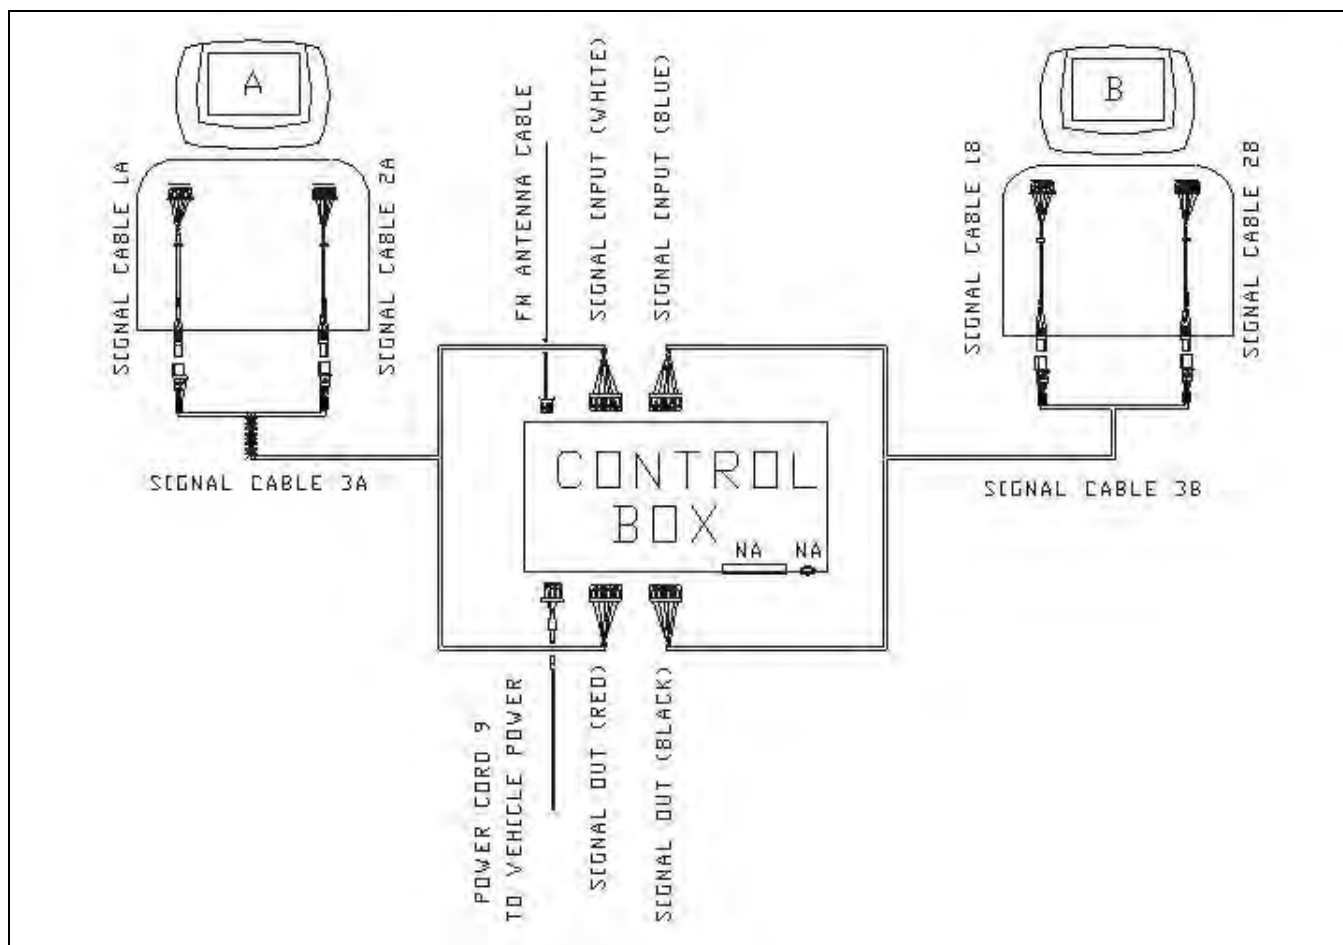 A
B
SIGNAL CABLE 1A
SIGNAL CABLE 2A
FM ANTENNA CABLE
SIGNAL INPUT (WHITE)
SIGNAL INPUT (BLUE)
SIGNAL CABLE 1B
SIGNAL CABLE 2B
SIGNAL CABLE 3A
CONTROL
BOX
NA NA
SIGNAL CABLE 3B
POWER CORD 9
TO VEHICLE POWER
SIGNAL OUT (RED)
SIGNAL OUT (BLACK)